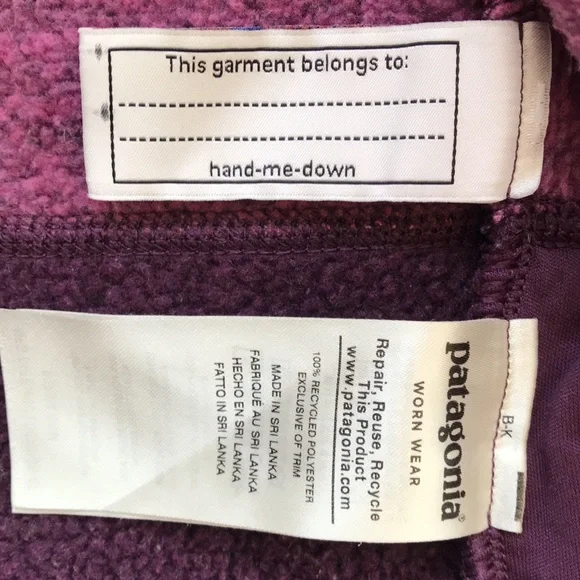 This garment belongs to:
hand-me-down
patagonia®
WORN WEAR
Repair, Reuse, Recycle
This Product
www.patagonia.com
100% RECYCLED POLYESTER
EXCLUSIVE OF TRIM
MADE IN SRI LANKA
FABRIQUÉ AU SRI LANKA
HECHO EN SRI LANKA
FATTO IN SRI LANKA
B-K